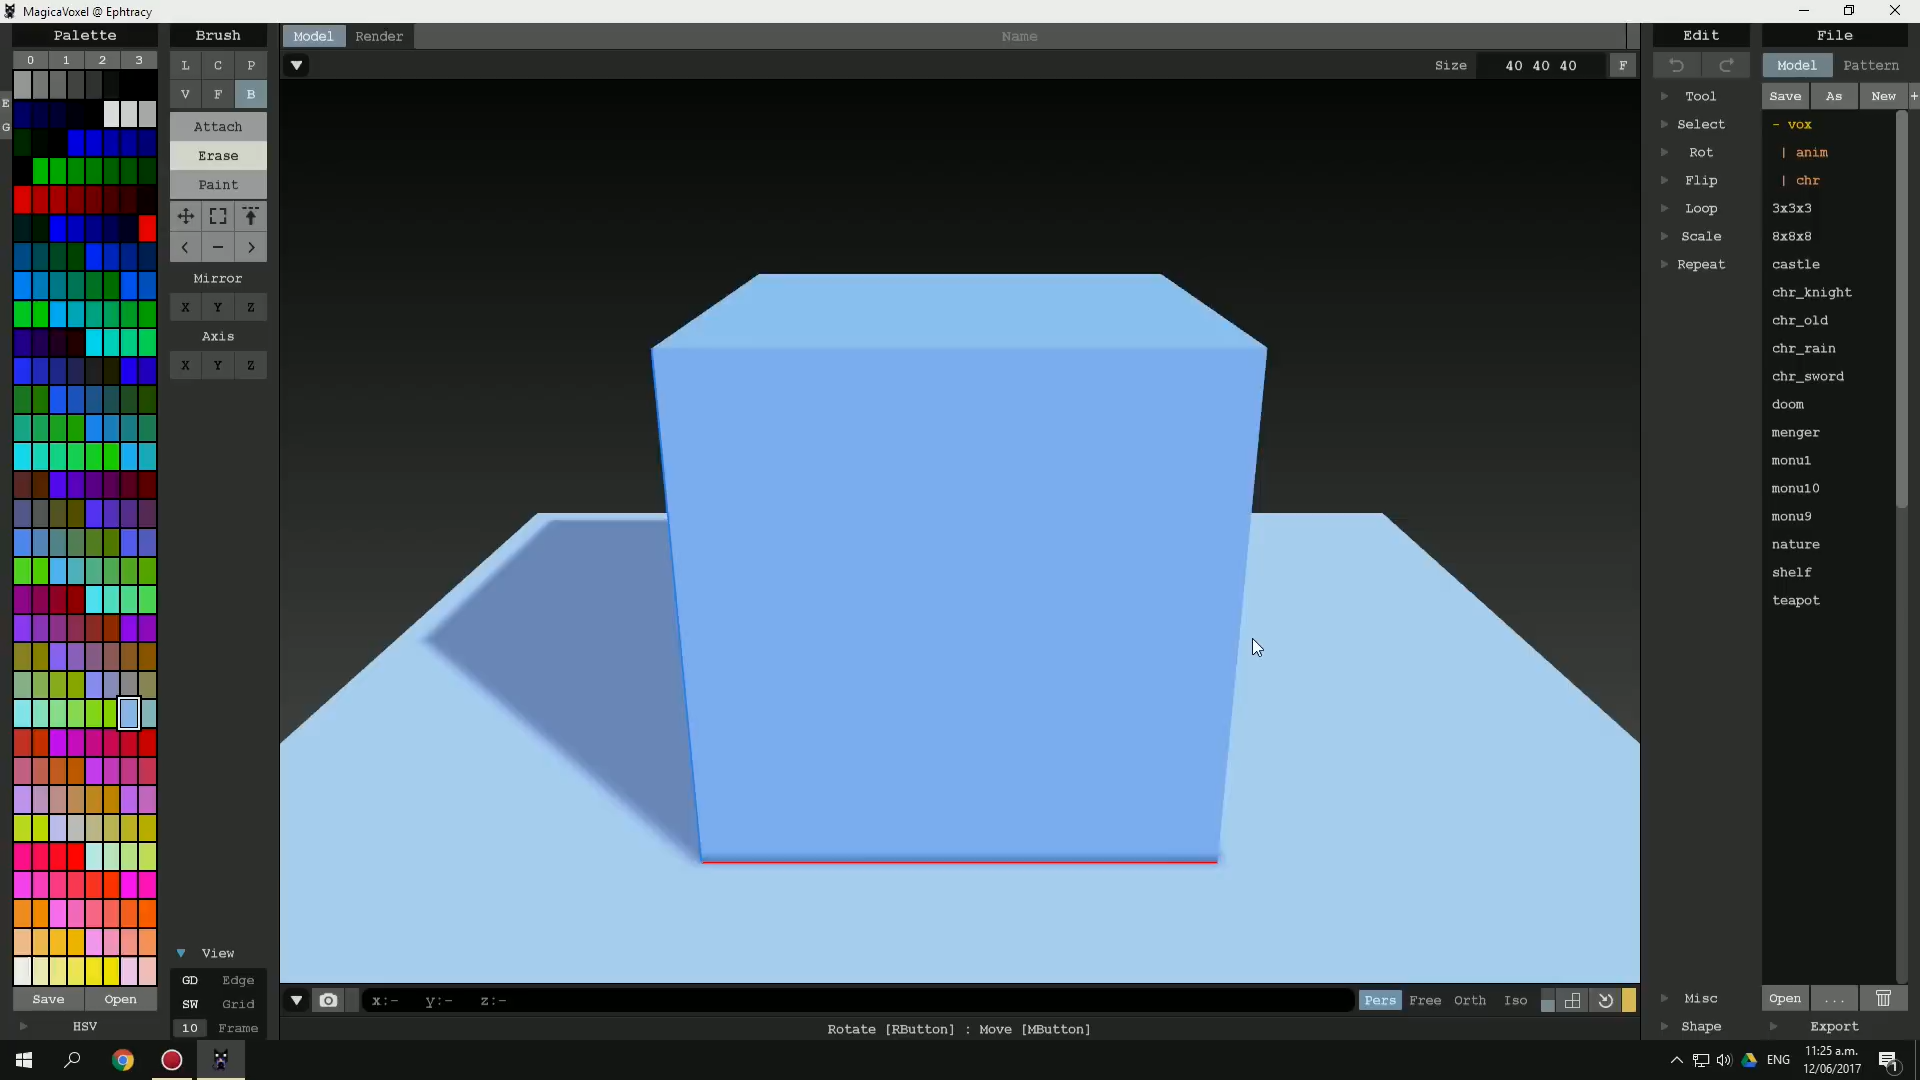 MagicaVoxel @ Ephtracy
Palette
0 1 2 3
E
G
Save Open
HSV
Brush
L C P
V F B
Attach
Erase
Paint
< - >
Mirror
X Y Z
Axis
X Y Z
View
GD Edge
SW Grid
10 Frame
Model Render
Name
Size 40 40 40 F
x:- y:- z:-
Pers Free Orth Iso
Rotate [RButton] : Move [MButton]
Edit
Tool
Select
Rot
Flip
Loop
Scale
Repeat
Misc
Shape
File
Model Pattern
Save As New +
- vox
| anim
| chr
3x3x3
8x8x8
castle
chr_knight
chr_old
chr_rain
chr_sword
doom
menger
monu1
monu10
monu9
nature
shelf
teapot
Open ...
Export
ENG
11:25 a.m.
12/06/2017
1